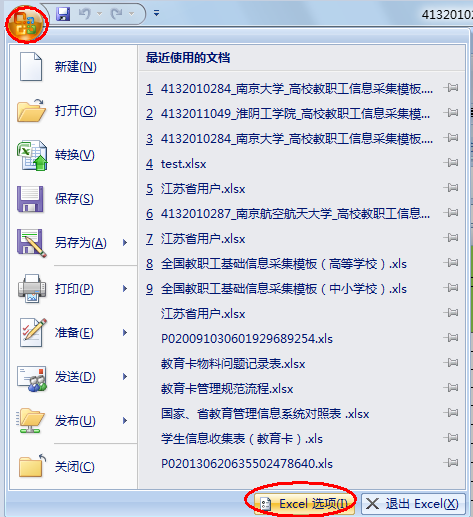 4132010
最近使用的文档
新建(N)
打开(O)
转换(V)
保存(S)
另存为(A)
打印(P)
准备(E)
发送(D)
发布(U)
关闭(C)
1 4132010284_南京大学_高校教职工信息采集模板....
2 4132011049_淮阴工学院_高校教职工信息采集模...
3 4132010284_南京大学_高校教职工信息采集模板....
4 test.xlsx
5 江苏省用户.xlsx
6 4132010287_南京航空航天大学_高校教职工信息...
7 江苏省用户.xlsx
8 全国教职工基础信息采集模板（高等学校）.xls
9 全国教职工基础信息采集模板（中小学校）.xls
江苏省用户.xlsx
P020091030601929689254.xls
教育卡物料问题记录表.xlsx
教育卡管理规范流程.xlsx
国家、省教育管理信息系统对照表 .xlsx
学生信息收集表（教育卡）.xls
P020130620635502478640.xls
Excel 选项(I)
退出 Excel(X)